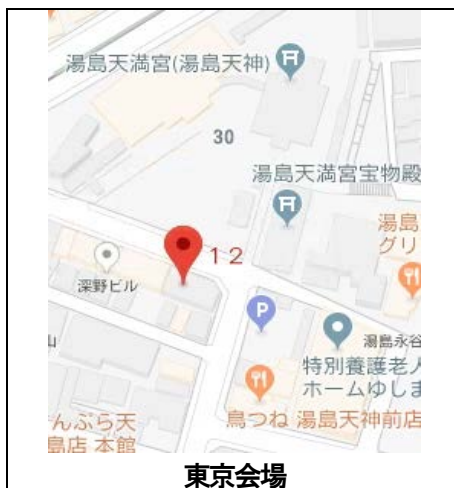 湯島天満宮(湯島天神)
30
湯島天満宮宝物殿
湯島
グリ
12
深野ビル
P
湯島永谷
特別養護老人
ホームゆしま
鳥つね 湯島天神前店
んぷら天
島店 本館
東京会場